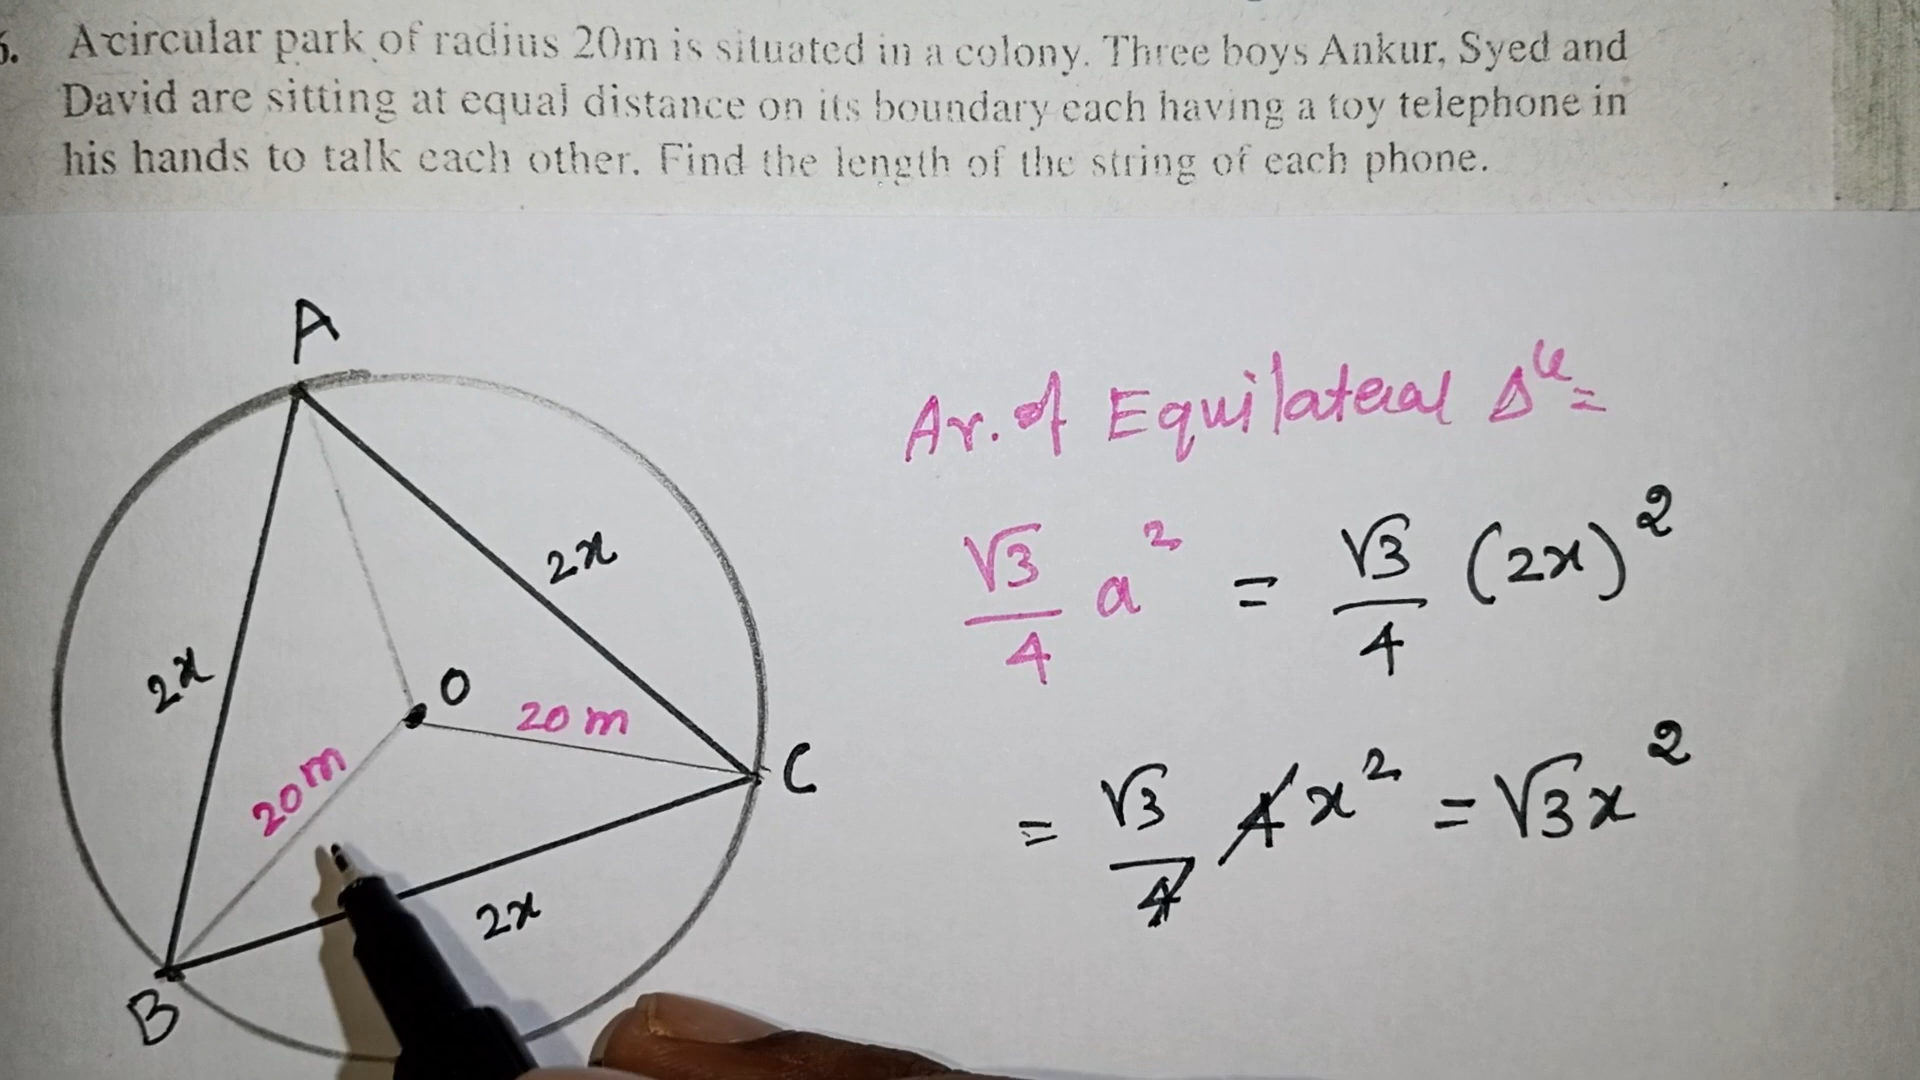 6. A circular park of radius 20m is situated in a colony. Three boys Ankur, Syed and
David are sitting at equal distance on its boundary each having a toy telephone in
his hands to talk each other. Find the length of the string of each phone.
A
2x
2x
O
20 m
20 m
C
2x
B
Ar. of Equilateral Δle =
√3/4 a² = √3/4 (2x)²
= √3/4 4x² = √3x²